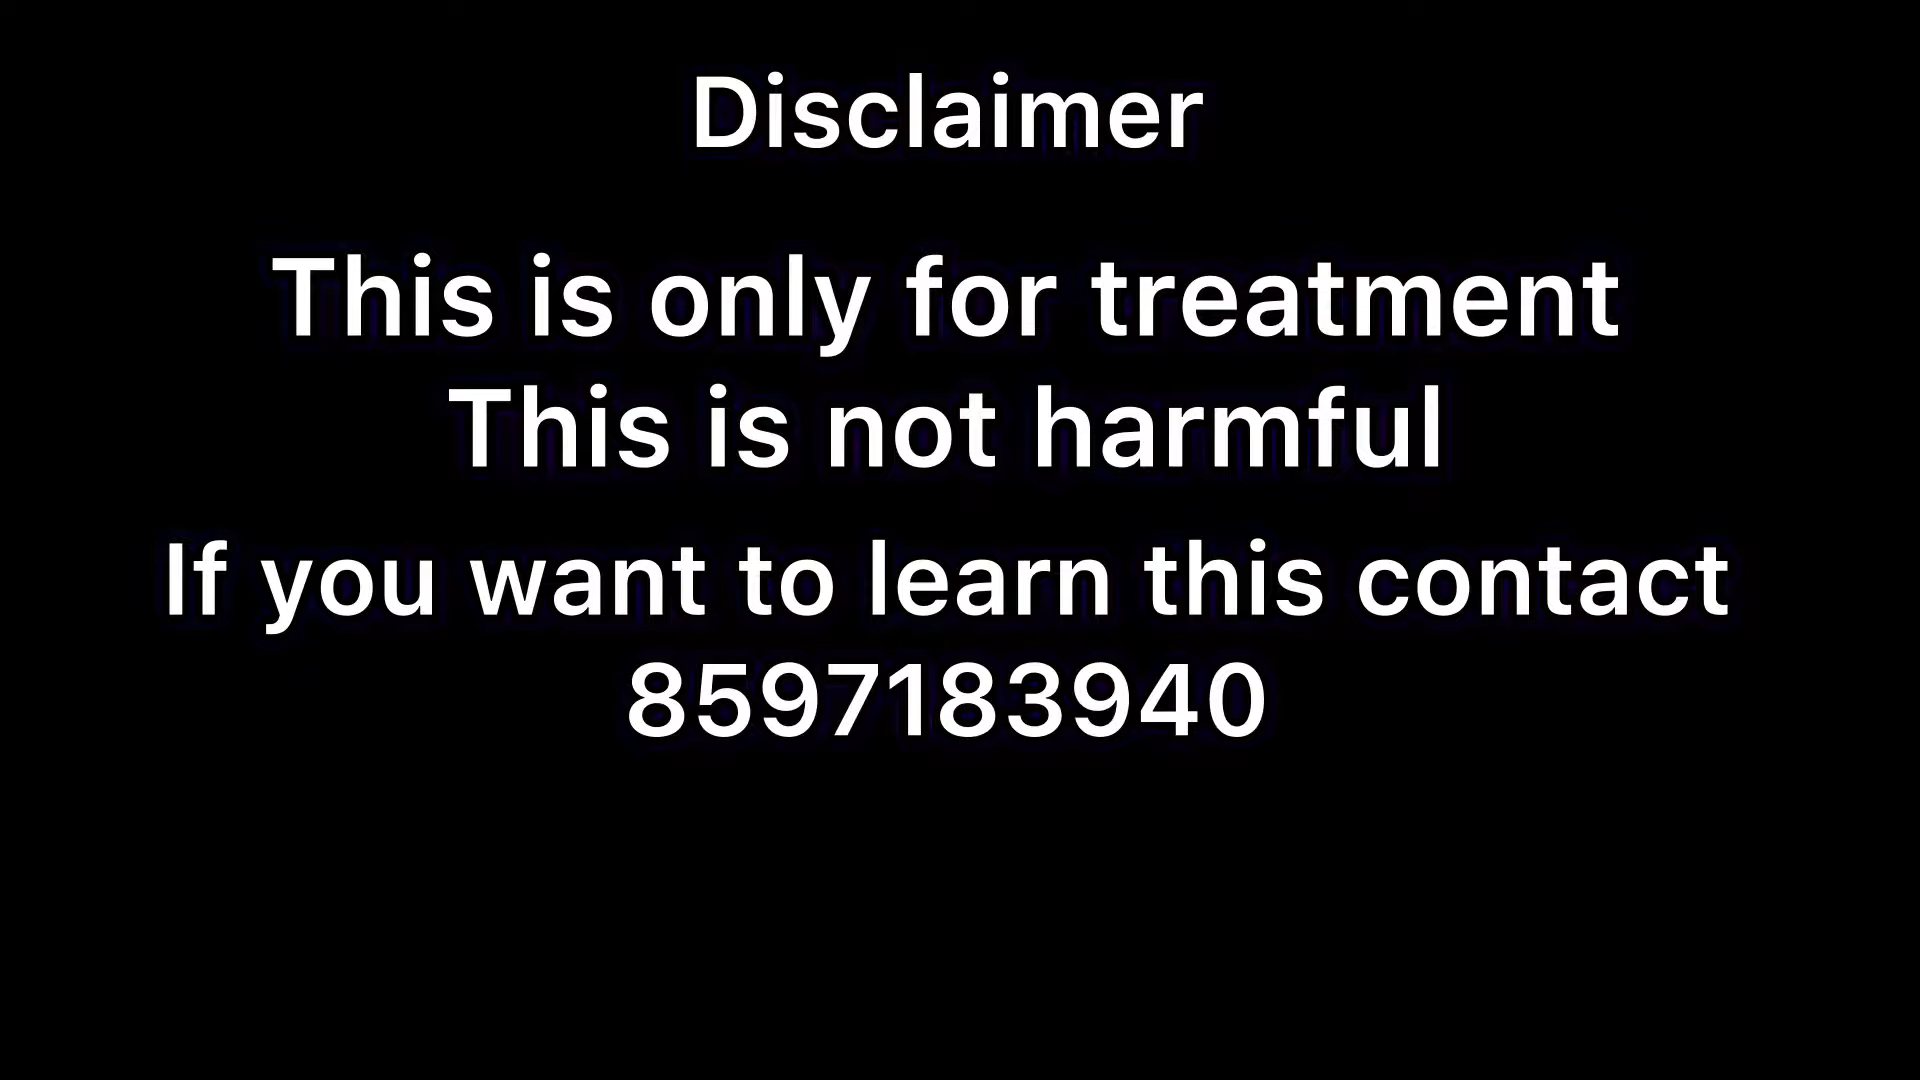 Disclaimer
This is only for treatment
This is not harmful
If you want to learn this contact
8597183940